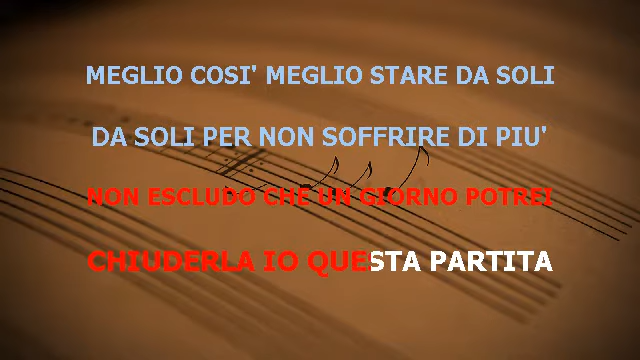 MEGLIO COSI' MEGLIO STARE DA SOLI
DA SOLI PER NON SOFFRIRE DI PIU'
NON ESCLUDO CHE UN GIORNO POTREI
CHIUDERLA IO QUESTA PARTITA